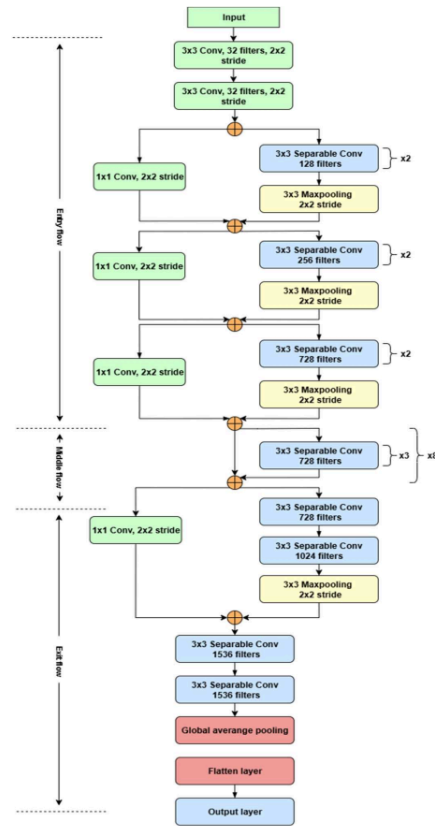 Input
3x3 Conv, 32 filters, 2x2
stride
3x3 Conv, 32 filters, 2x2
stride
3x3 Separable Conv
128 filters
x2
1x1 Conv, 2x2 stride
3x3 Maxpooling
2x2 stride
Entry flow
3x3 Separable Conv
256 filters
x2
1x1 Conv, 2x2 stride
3x3 Maxpooling
2x2 stride
3x3 Separable Conv
728 filters
x2
1x1 Conv, 2x2 stride
3x3 Maxpooling
2x2 stride
Middle flow
3x3 Separable Conv
728 filters
x3
x8
3x3 Separable Conv
728 filters
1x1 Conv, 2x2 stride
3x3 Separable Conv
1024 filters
3x3 Maxpooling
2x2 stride
Exit flow
3x3 Separable Conv
1536 filters
3x3 Separable Conv
1536 filters
Global averange pooling
Flatten layer
Output layer